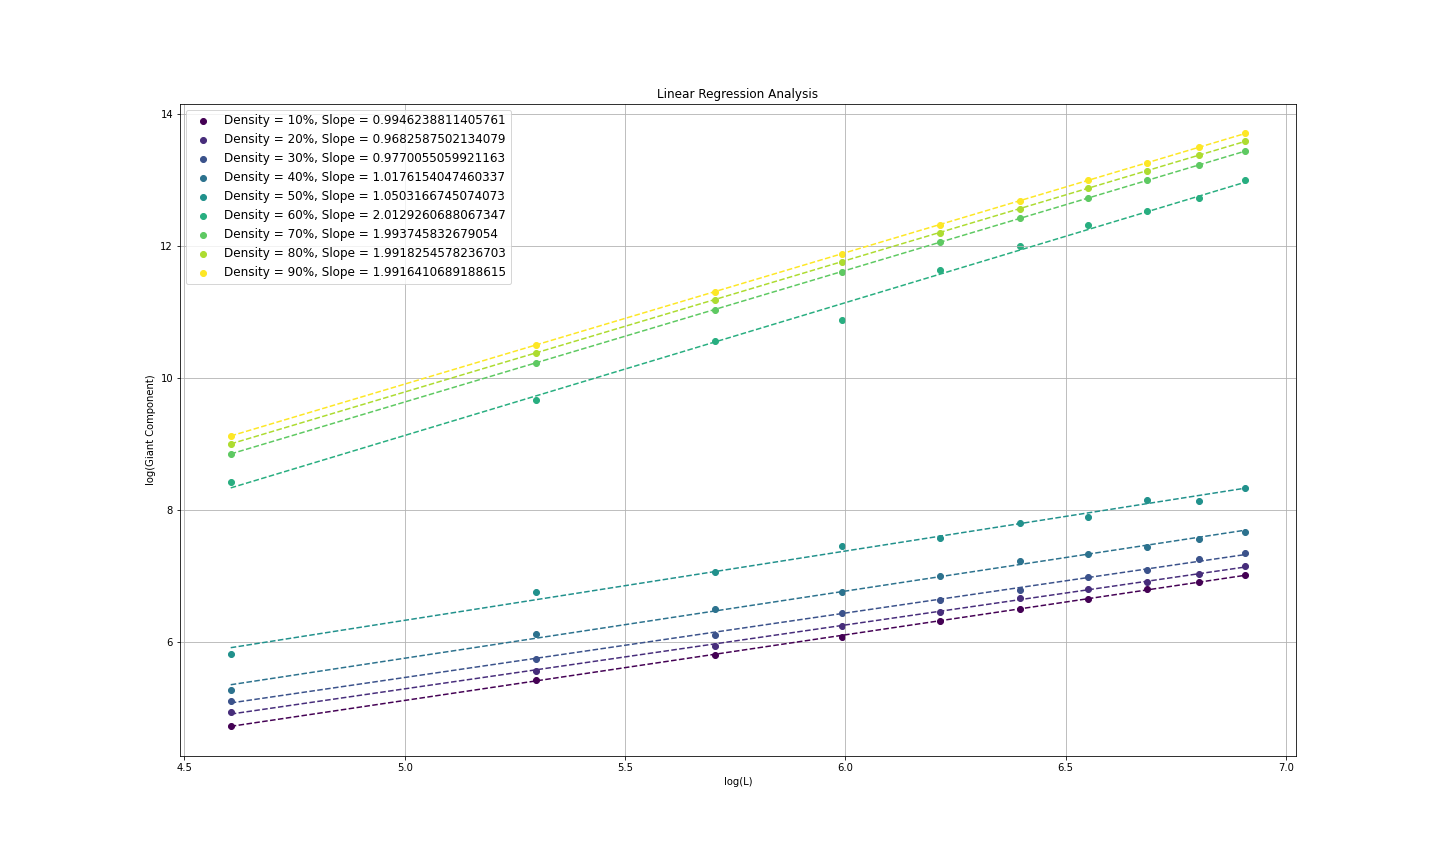 Linear Regression Analysis
Density = 10%, Slope = 0.9946238811405761
Density = 20%, Slope = 0.9682587502134079
Density = 30%, Slope = 0.9770055059921163
Density = 40%, Slope = 1.0176154047460337
Density = 50%, Slope = 1.0503166745074073
Density = 60%, Slope = 2.0129260688067347
Density = 70%, Slope = 1.993745832679054
Density = 80%, Slope = 1.9918254578236703
Density = 90%, Slope = 1.9916410689188615
log(Giant Component)
14
12
10
8
6
4.5 5.0 5.5 6.0 6.5 7.0
log(L)